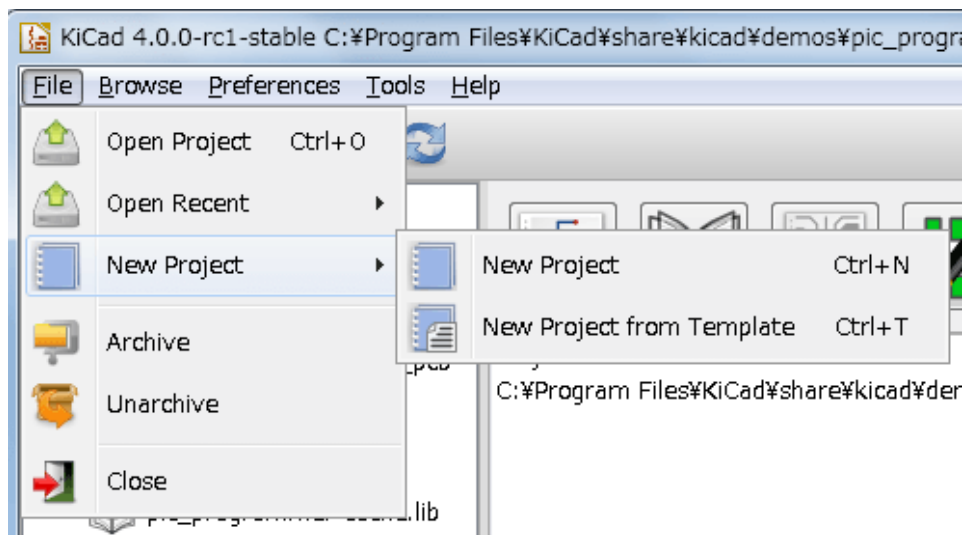 KiCad 4.0.0-rc1-stable C:¥Program Files¥KiCad¥share¥kicad¥demos¥pic_progra
File Browse Preferences Tools Help
Open Project Ctrl+O
Open Recent
New Project
New Project Ctrl+N
New Project from Template Ctrl+T
Archive
_pcb
C:¥Program Files¥KiCad¥share¥kicad¥der
Unarchive
Close
.lib